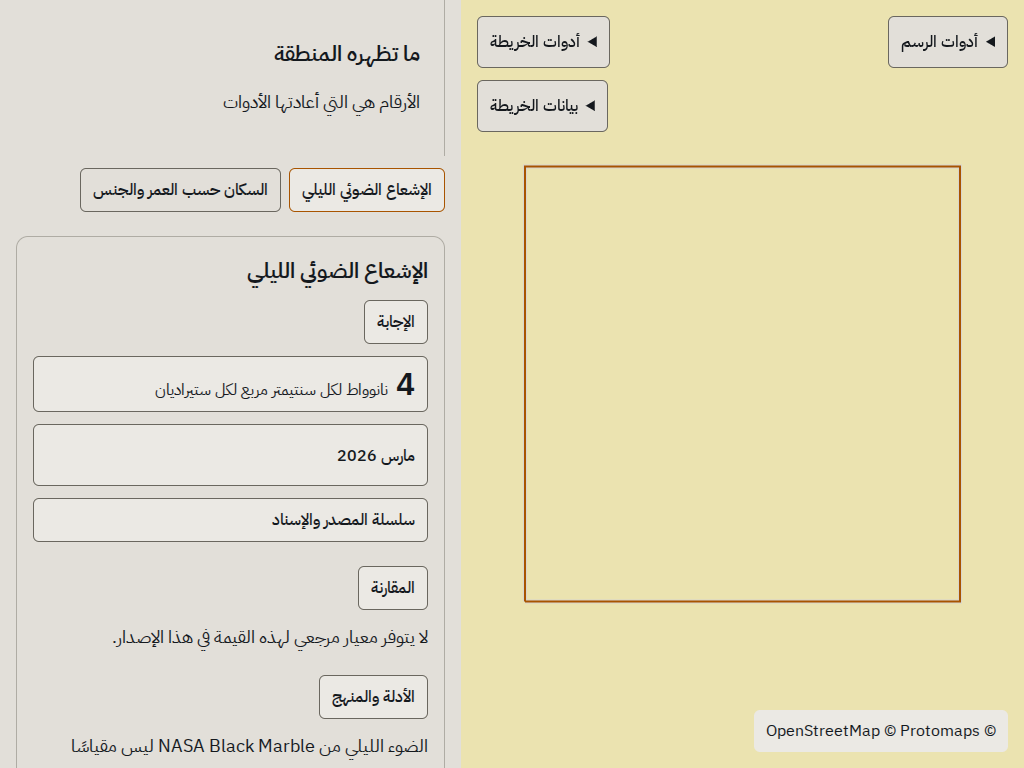 أدوات الرسم
أدوات الخريطة
بيانات الخريطة
© OpenStreetMap © Protomaps
ما تظهره المنطقة
الأرقام هي التي أعادتها الأدوات
الإشعاع الضوئي الليلي
السكان حسب العمر والجنس
الإشعاع الضوئي الليلي
الإجابة
4 نانوواط لكل سنتيمتر مربع لكل ستيراديان
مارس 2026
سلسلة المصدر والإسناد
المقارنة
لا يتوفر معيار مرجعي لهذه القيمة في هذا الإصدار.
الأدلة والمنهج
الضوء الليلي من NASA Black Marble ليس مقياسًا